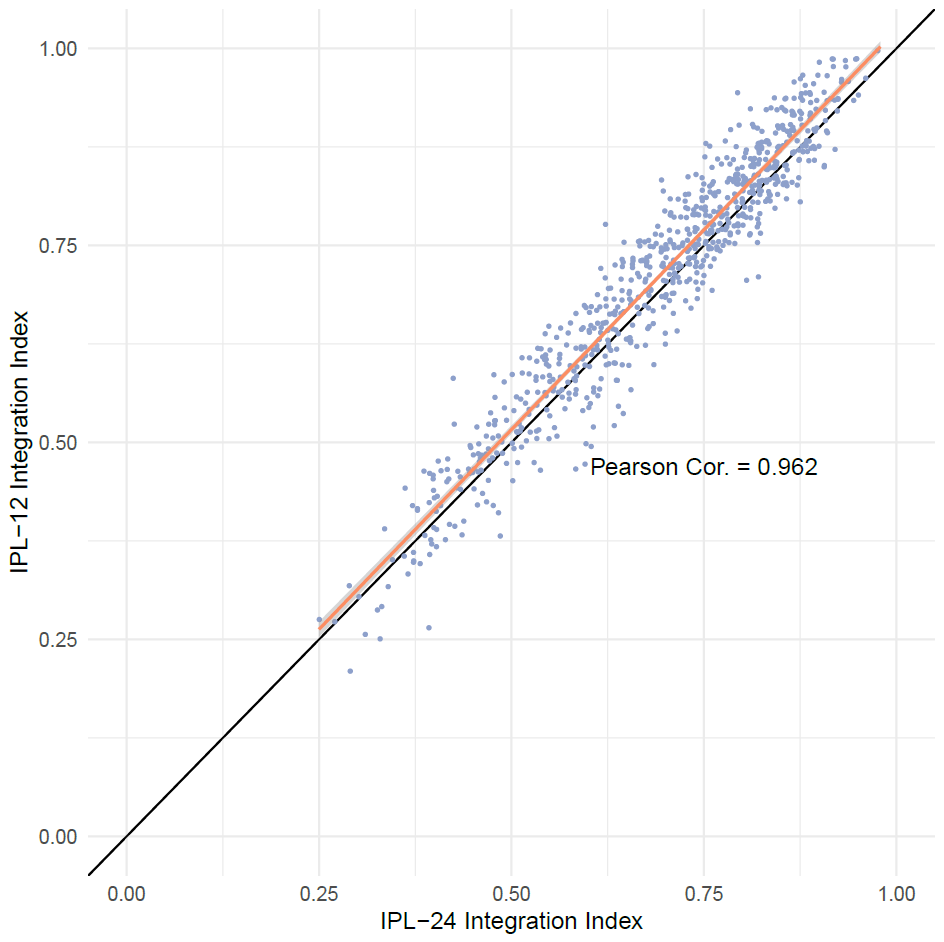 1.00
0.75
0.50
0.25
0.00
IPL−12 Integration Index
Pearson Cor. = 0.962
0.00 0.25 0.50 0.75 1.00
IPL−24 Integration Index